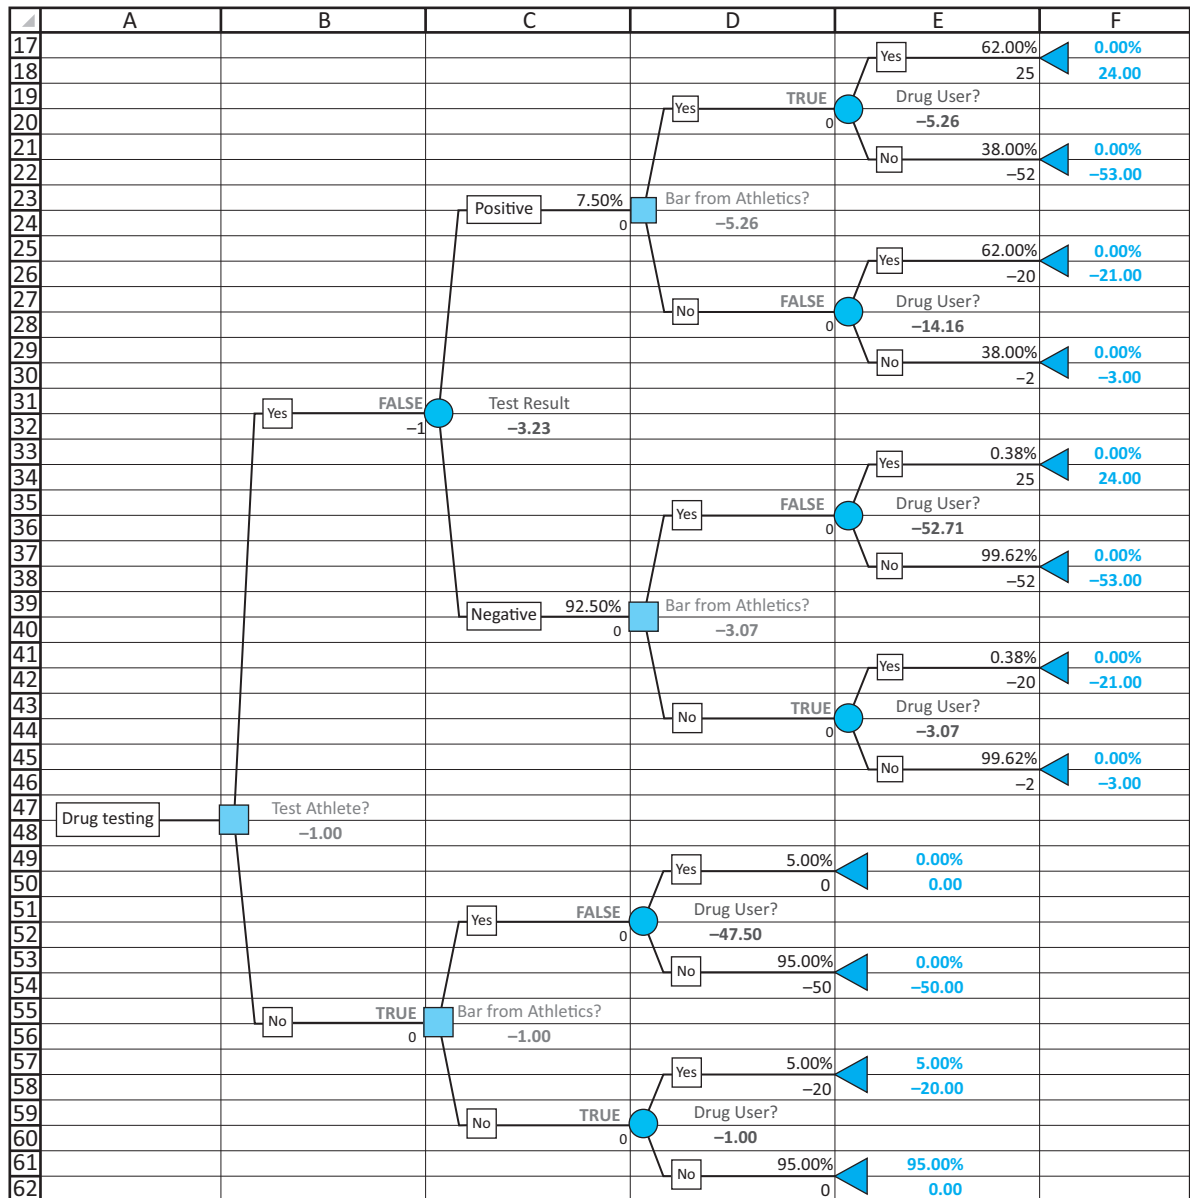 A B C D E F
17 62.00% 0.00%
Yes
18 25 24.00
19 TRUE Drug User?
Yes
20 0 −5.26
21 38.00% 0.00%
No
22 −52 −53.00
23 7.50% Bar from Athletics?
Positive
24 0 −5.26
25 62.00% 0.00%
Yes
26 −20 −21.00
27 FALSE Drug User?
No
28 0 −14.16
29 38.00% 0.00%
No
30 −2 −3.00
31 FALSE Test Result
Yes
32 −1 −3.23
33 0.38% 0.00%
Yes
34 25 24.00
35 FALSE Drug User?
Yes
36 0 −52.71
37 99.62% 0.00%
No
38 −52 −53.00
39 92.50% Bar from Athletics?
Negative
40 0 −3.07
41 0.38% 0.00%
Yes
42 −20 −21.00
43 TRUE Drug User?
No
44 0 −3.07
45 99.62% 0.00%
No
46 −2 −3.00
47 Test Athlete?
Drug testing
48 −1.00
49 5.00% 0.00%
Yes
50 0 0.00
51 FALSE Drug User?
Yes
52 0 −47.50
53 95.00% 0.00%
No
54 −50 −50.00
55 TRUE Bar from Athletics?
No
56 0 −1.00
57 5.00% 5.00%
Yes
58 −20 −20.00
59 TRUE Drug User?
No
60 0 −1.00
61 95.00% 95.00%
No
62 0 0.00